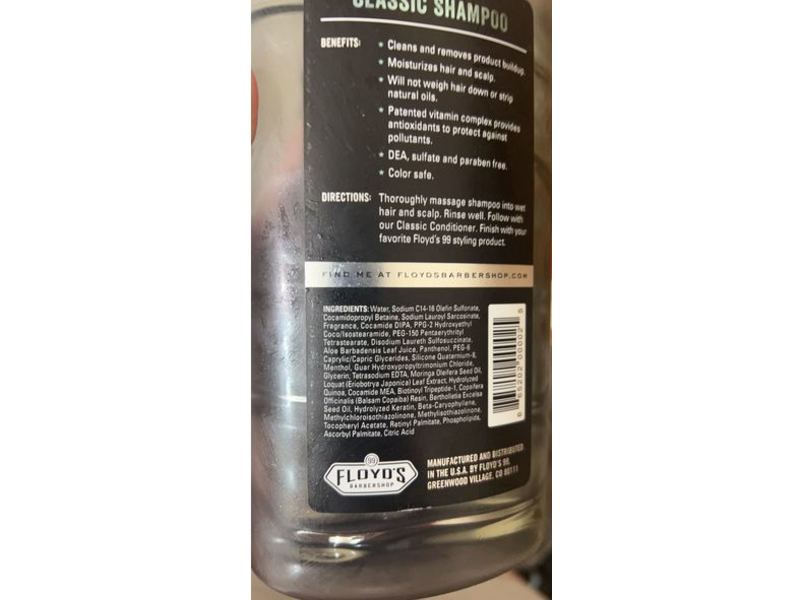 CLASSIC SHAMPOO
BENEFITS:
* Cleans and removes product buildup.
* Moisturizes hair and scalp.
* Will not weigh hair down or strip
natural oils.
* Patented vitamin complex provides
antioxidants to protect against
pollutants.
* DEA, sulfate and paraben free.
* Color safe.
DIRECTIONS: Thoroughly massage shampoo into wet
hair and scalp. Rinse well. Follow with
our Classic Conditioner. Finish with your
favorite Floyd's 99 styling product.
FIND ME AT FLOYDSBARBERSHOP.COM
INGREDIENTS: Water, Sodium C14-16 Olefin Sulfonate,
Cocamidopropyl Betaine, Sodium Lauroyl Sarcosinate,
Fragrance, Cocamide DIPA, PPG-2 Hydroxyethyl
Coco/Isostearamide, PEG-150 Pentaerythrityl
Tetrastearate, Disodium Laureth Sulfosuccinate,
Aloe Barbadensis Leaf Juice, Panthenol, PEG-6
Caprylic/Capric Glycerides, Silicone Quaternium-8,
Menthol, Guar Hydroxypropyltrimonium Chloride,
Glycerin, Tetrasodium EDTA, Moringa Oleifera Seed Oil,
Loquat (Eriobotrya Japonica) Leaf Extract, Hydrolyzed
Quinoa, Cocamide MEA, Biotinoyl Tripeptide-1, Copaifera
Officinalis (Balsam Copaiba) Resin, Bertholletia Excelsa
Seed Oil, Hydrolyzed Keratin, Beta-Caryophyllene,
Methylchloroisothiazolinone, Methylisothiazolinone,
Tocopheryl Acetate, Retinyl Palmitate, Phospholipids,
Ascorbyl Palmitate, Citric Acid
99
FLOYD'S
BARBERSHOP
MANUFACTURED AND DISTRIBUTED
IN THE U.S.A. BY FLOYD'S 99,
GREENWOOD VILLAGE, CO 80111